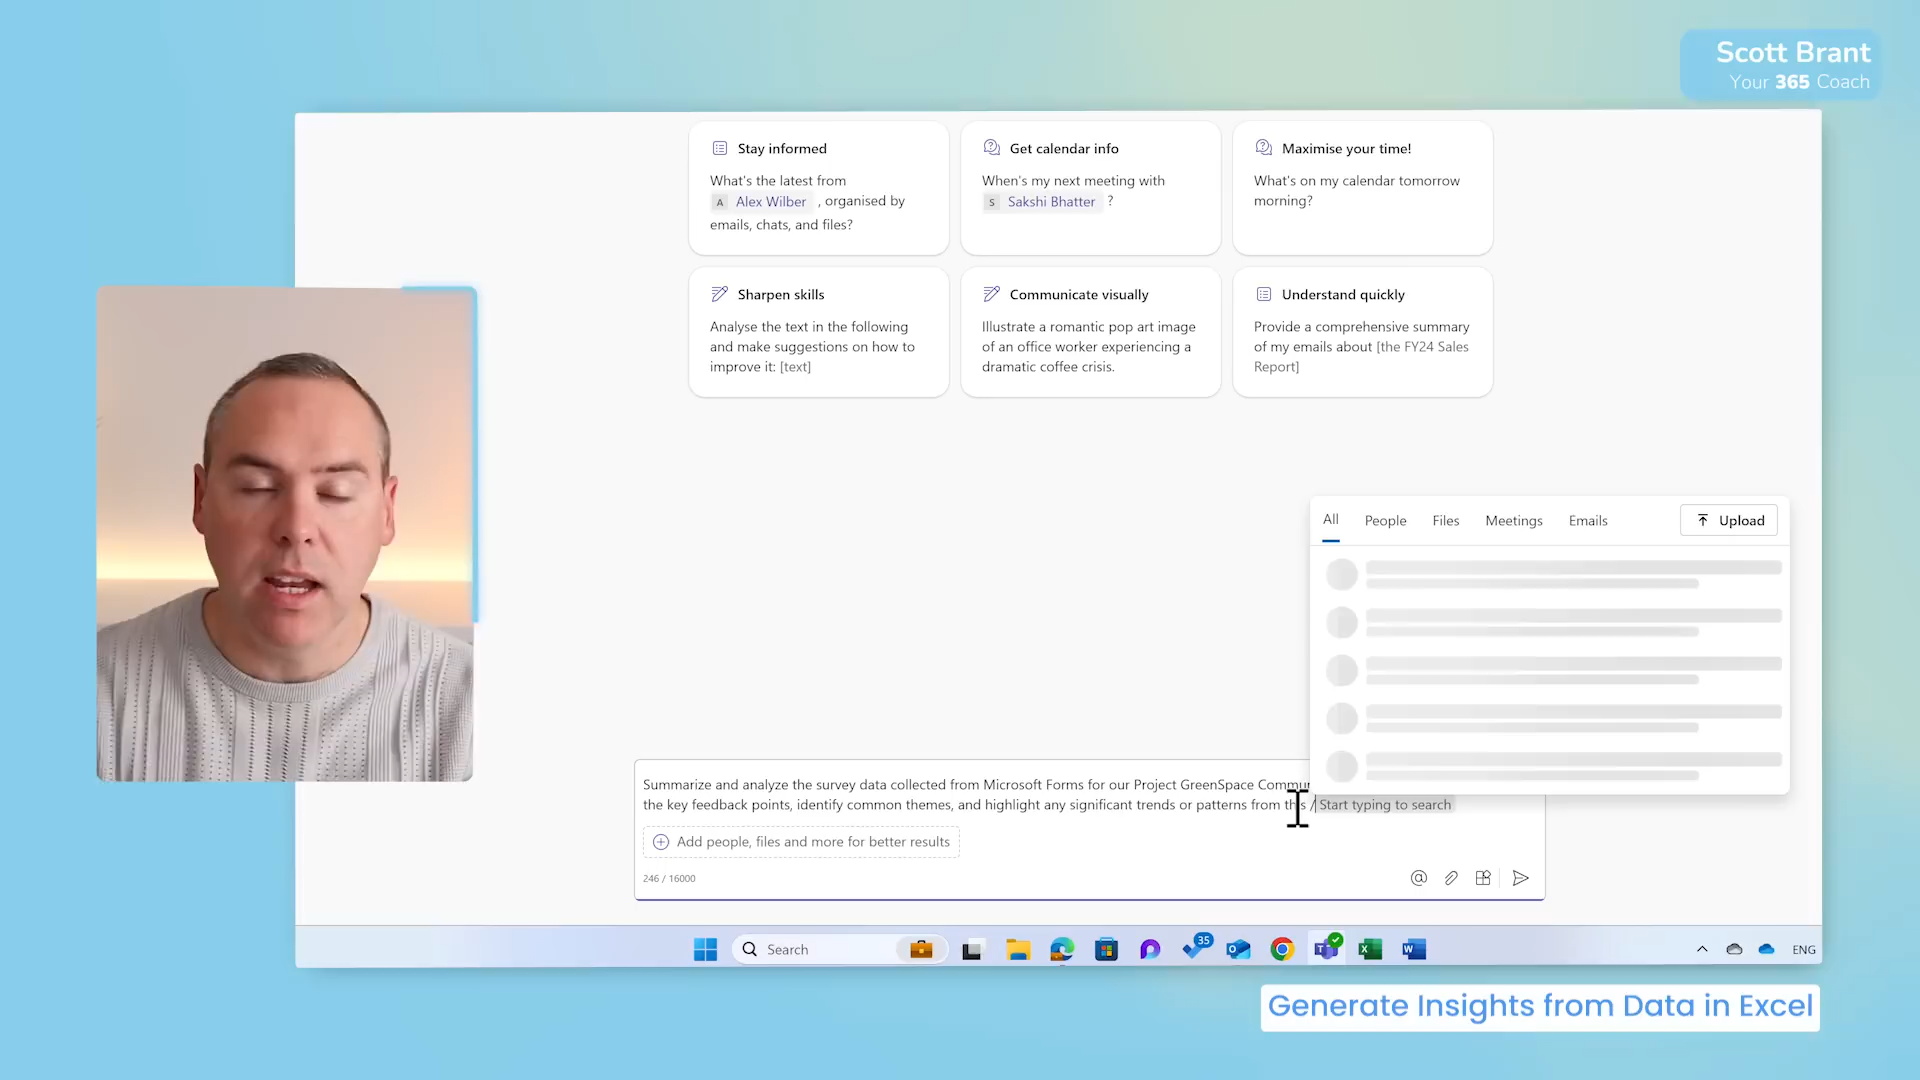 Scott Brant
Your 365 Coach
Stay informed
What's the latest from
A Alex Wilber , organised by
emails, chats, and files?
Get calendar info
When's my next meeting with
S Sakshi Bhatter ?
Maximise your time!
What's on my calendar tomorrow
morning?
Sharpen skills
Analyse the text in the following
and make suggestions on how to
improve it: [text]
Communicate visually
Illustrate a romantic pop art image
of an office worker experiencing a
dramatic coffee crisis.
Understand quickly
Provide a comprehensive summary
of my emails about [the FY24 Sales
Report]
All People Files Meetings Emails Upload
Summarize and analyze the survey data collected from Microsoft Forms for our Project GreenSpace
the key feedback points, identify common themes, and highlight any significant trends or patterns from this / Start typing to search
Add people, files and more for better results
246 / 16000
Search
35
ENG
Generate Insights from Data in Excel